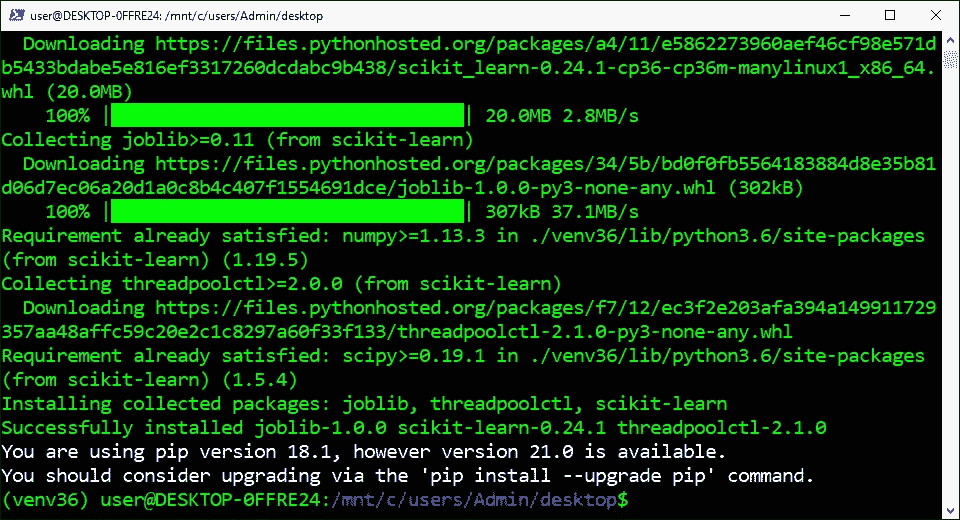 user@DESKTOP-0FFRE24: /mnt/c/users/Admin/desktop
Downloading https://files.pythonhosted.org/packages/a4/11/e5862273960aef46cf98e571d
b5433bdabe5e816ef3317260dcdabc9b438/scikit_learn-0.24.1-cp36-cp36m-manylinux1_x86_64.
whl (20.0MB)
100% | | 20.0MB 2.8MB/s
Collecting joblib>=0.11 (from scikit-learn)
Downloading https://files.pythonhosted.org/packages/34/5b/bd0f0fb5564183884d8e35b81
d06d7ec06a20d1a0c8b4c407f1554691dce/joblib-1.0.0-py3-none-any.whl (302kB)
100% | | 307kB 37.1MB/s
Requirement already satisfied: numpy>=1.13.3 in ./venv36/lib/python3.6/site-packages
(from scikit-learn) (1.19.5)
Collecting threadpoolctl>=2.0.0 (from scikit-learn)
Downloading https://files.pythonhosted.org/packages/f7/12/ec3f2e203afa394a149911729
357aa48affc59c20e2c1c8297a60f33f133/threadpoolctl-2.1.0-py3-none-any.whl
Requirement already satisfied: scipy>=0.19.1 in ./venv36/lib/python3.6/site-packages
(from scikit-learn) (1.5.4)
Installing collected packages: joblib, threadpoolctl, scikit-learn
Successfully installed joblib-1.0.0 scikit-learn-0.24.1 threadpoolctl-2.1.0
You are using pip version 18.1, however version 21.0 is available.
You should consider upgrading via the 'pip install --upgrade pip' command.
(venv36) user@DESKTOP-0FFRE24:/mnt/c/users/Admin/desktop$